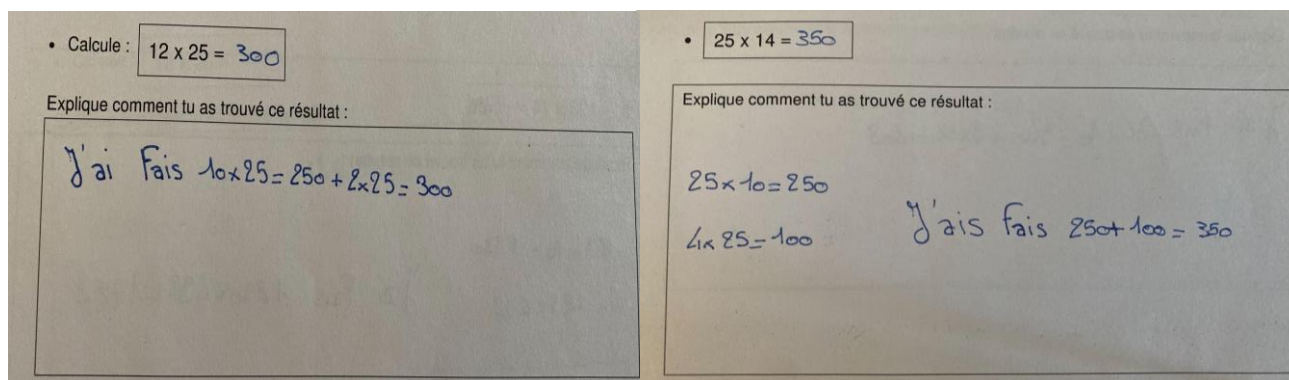 • Calcule : 12 x 25 = 300
Explique comment tu as trouvé ce résultat :
J'ai Fais 10x25=250+2x25=300
• 25 x 14 = 350
Explique comment tu as trouvé ce résultat :
25x10=250
4x25=100
J'ais Fais 250+100=350